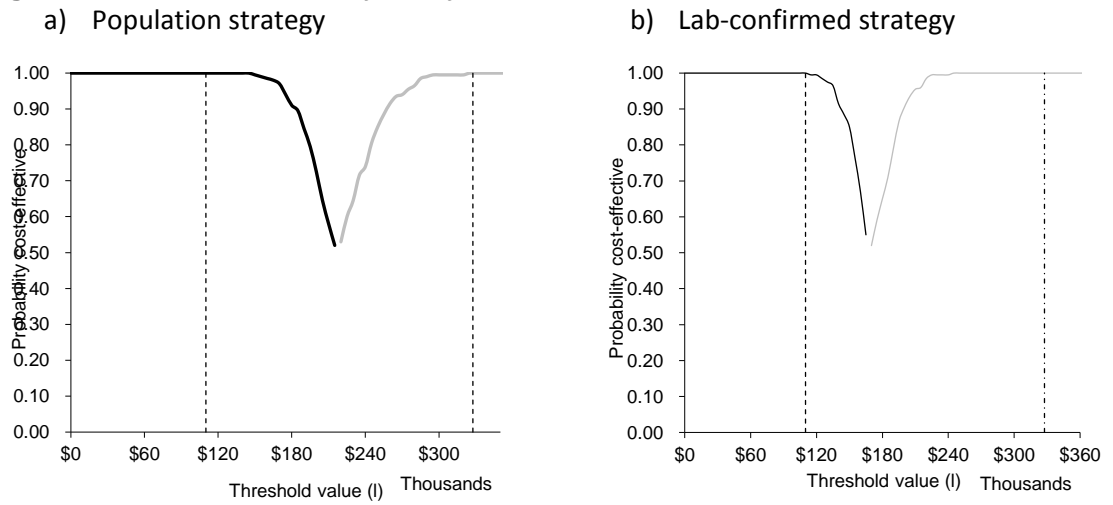 a) Population strategy
1.00
0.90
0.80
0.70
0.60
0.50
0.40
0.30
0.20
0.10
0.00
Probability cost-effective
$0 $60 $120 $180 $240 $300
Threshold value (l) Thousands
b) Lab-confirmed strategy
1.00
0.90
0.80
0.70
0.60
0.50
0.40
0.30
0.20
0.10
0.00
Probability cost-effective
$0 $60 $120 $180 $240 $300 $360
Threshold value (l) Thousands